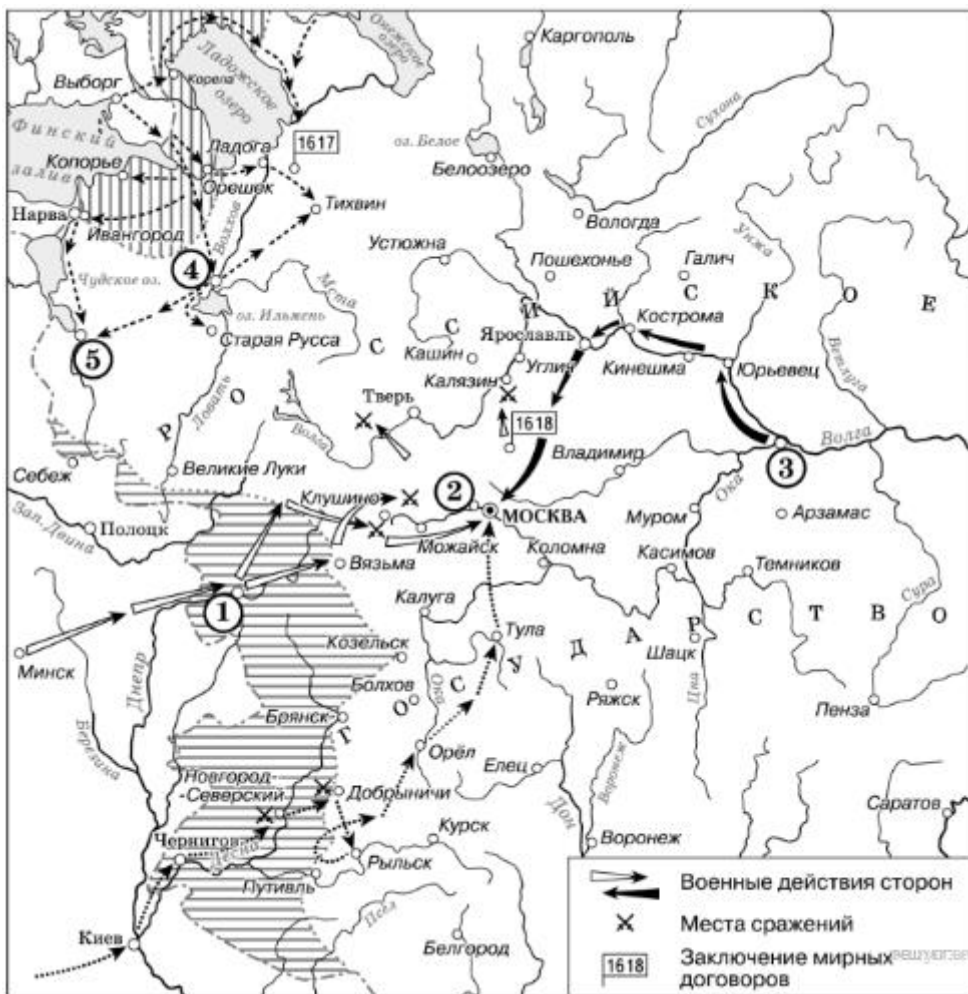 Каргополь
Онежское
озеро
Ладожское
озеро
Корела
Выборг
Финский
залив
Сухона
1617
Ладога
оз. Белое
Белоозеро
Копорье
Орешек
Тихвин
Вологда
Нарва
Ивангород
Волхов
Устюжна
Унжа
Пошехонье
Галич
4
Чудское оз.
Мста
оз. Ильмень
Старая Русса
5
Р О С С И Й С К О Е
Кострома
Ярославль
Кашин
Углич
Кинешма
Юрьевец
Ветлуга
Калязин
Ловать
Тверь
1618
Волга
Волга
Себеж
Великие Луки
Владимир
3
Клушино
2
МОСКВА
Ока
Зап. Двина
Полоцк
Муром
Арзамас
Можайск
Коломна
Касимов
Вязьма
Темников
1
Калуга
Сура
Г О С У Д А Р С Т В О
Тула
Минск
Козельск
Шацк
Днепр
Болхов
Ока
Ряжск
Цна
Березина
Брянск
Пенза
Орёл
Елец
Воронеж
Новгород
-Северский
Добрыничи
Дон
Саратов
Чернигов
Десна
Курск
Воронеж
Рыльск
Путивль
Псёл
Киев
Белгород
Военные действия сторон
Места сражений
1618
Заключение мирных
договоров